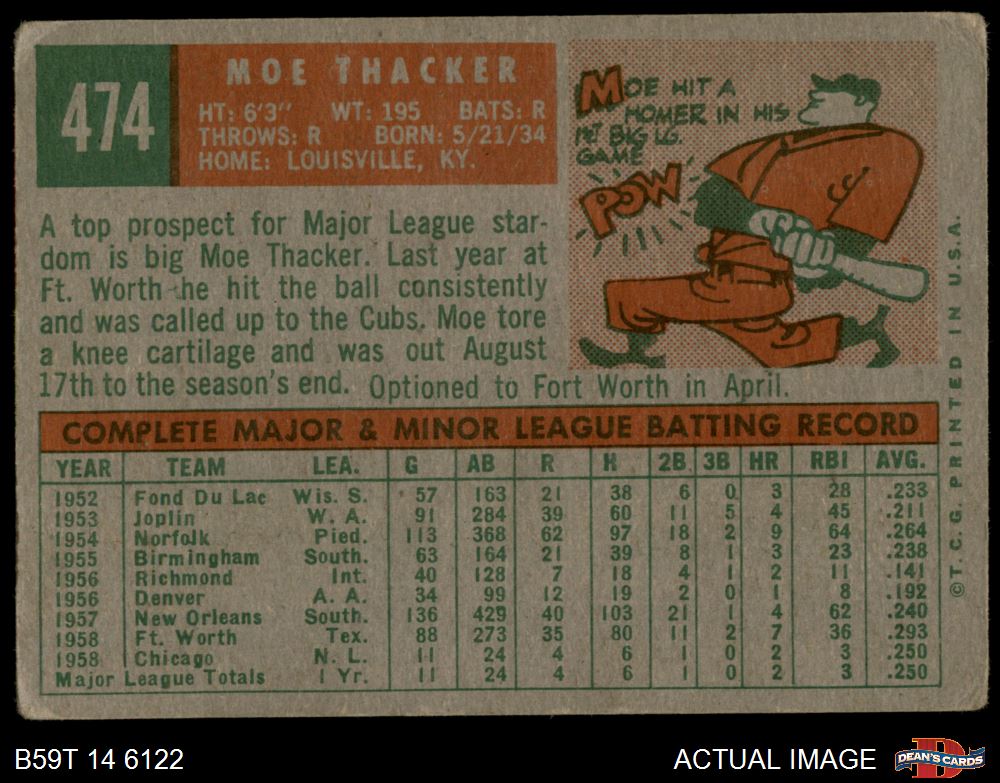 474
MOE THACKER
HT: 6'3" WT: 195 BATS: R
THROWS: R BORN: 5/21/34
HOME: LOUISVILLE, KY.
MOE HIT A
HOMER IN HIS
1ST BIG LG.
GAME
POW
A top prospect for Major League star-
dom is big Moe Thacker. Last year at
Ft. Worth he hit the ball consistently
and was called up to the Cubs. Moe tore
a knee cartilage and was out August
17th to the season's end. Optioned to Fort Worth in April.
COMPLETE MAJOR & MINOR LEAGUE BATTING RECORD
YEAR TEAM LEA. G AB R H 2B 3B HR RBI AVG.
1952 Fond Du Lac Wis. S. 57 163 21 38 6 0 3 28 .233
1953 Joplin W. A. 91 284 39 60 11 5 4 45 .211
1954 Norfolk Pied. 113 368 62 97 18 2 9 64 .264
1955 Birmingham South. 63 164 21 39 8 1 3 23 .238
1956 Richmond Int. 40 128 7 18 4 1 2 11 .141
1956 Denver A. A. 34 99 12 19 2 0 1 8 .192
1957 New Orleans South. 136 429 40 103 21 1 4 62 .240
1958 Ft. Worth Tex. 88 273 35 80 11 2 7 36 .293
1958 Chicago N. L. 11 24 4 6 1 0 2 3 .250
Major League Totals 1 Yr. 11 24 4 6 1 0 2 3 .250
©T.C.G. PRINTED IN U.S.A.
B59T 14 6122
ACTUAL IMAGE
D
DEAN'S CARDS